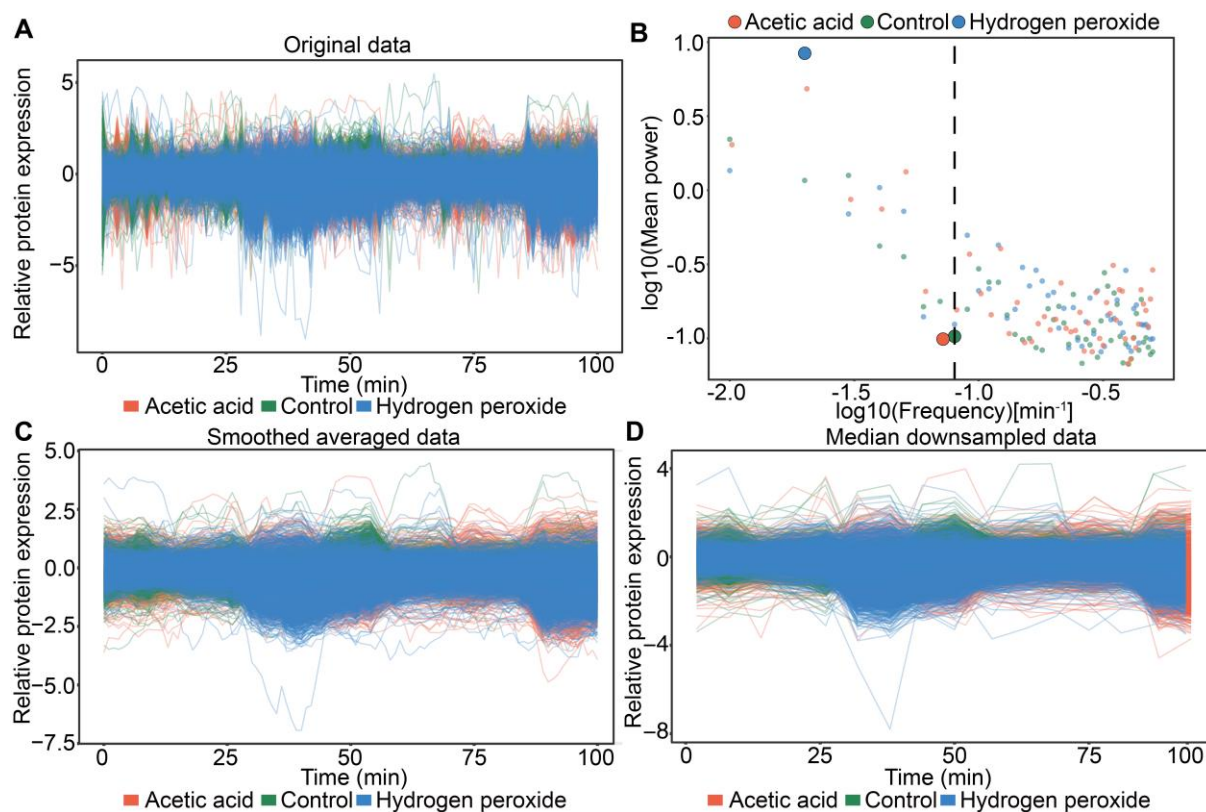 A
Original data
Relative protein expression
5
0
−5
0 25 50 75 100
Time (min)
Acetic acid Control Hydrogen peroxide
B
Acetic acid Control Hydrogen peroxide
log10(Mean power)
1.0
0.5
0.0
-0.5
-1.0
-2.0 -1.5 -1.0 -0.5
log10(Frequency)[min⁻¹]
C
Smoothed averaged data
Relative protein expression
5.0
2.5
0.0
−2.5
−5.0
−7.5
0 25 50 75 100
Time (min)
Acetic acid Control Hydrogen peroxide
D
Median downsampled data
Relative protein expression
4
0
−4
−8
0 25 50 75 100
Time (min)
Acetic acid Control Hydrogen peroxide